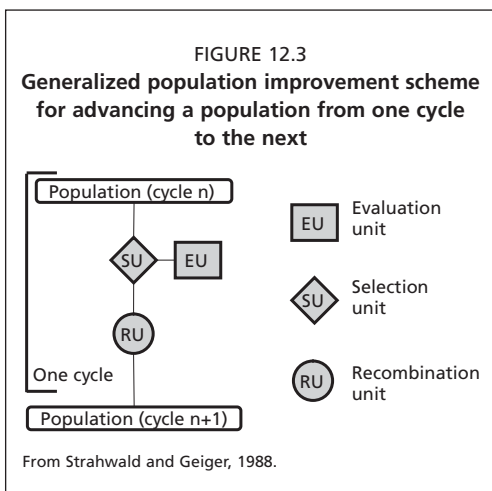 FIGURE 12.3
Generalized population improvement scheme
for advancing a population from one cycle
to the next
Population (cycle n)
SU
EU
RU
One cycle
Population (cycle n+1)
EU
Evaluation
unit
SU
Selection
unit
RU
Recombination
unit
From Strahwald and Geiger, 1988.